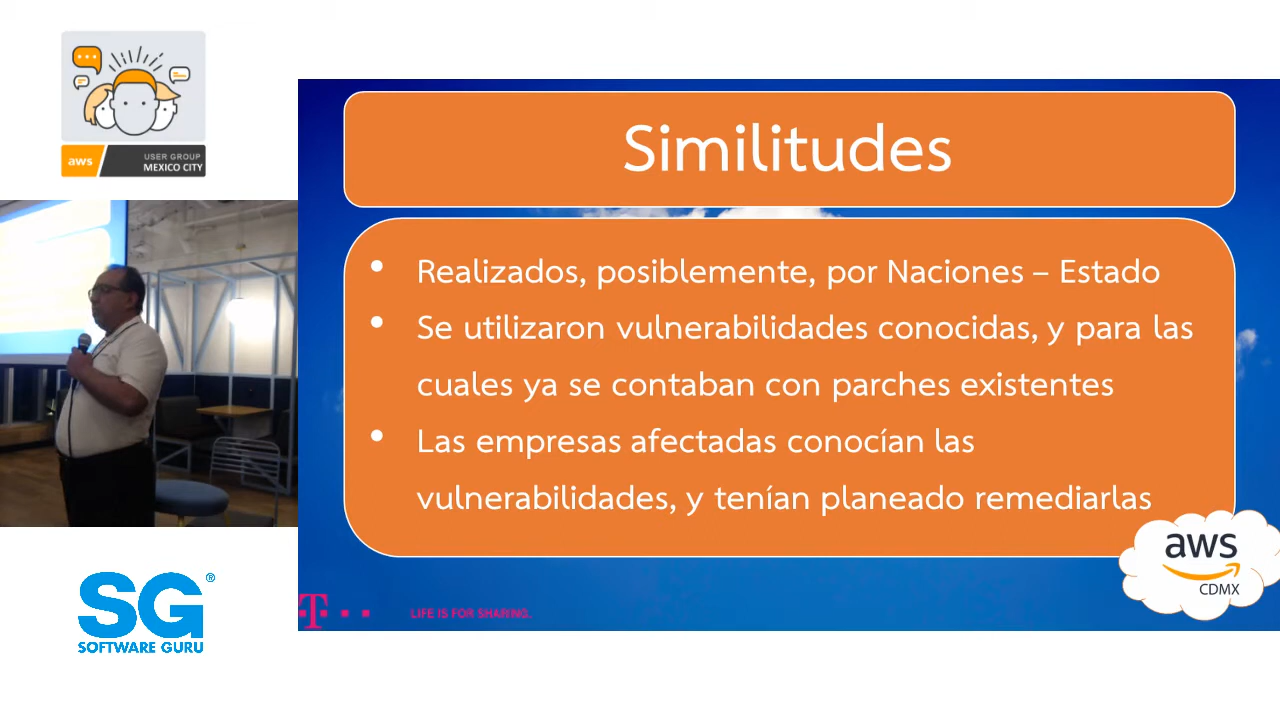 aws
USER GROUP
MEXICO CITY
Similitudes
• Realizados, posiblemente, por Naciones – Estado
• Se utilizaron vulnerabilidades conocidas, y para las
cuales ya se contaban con parches existentes
• Las empresas afectadas conocían las
vulnerabilidades, y tenían planeado remediarlas
aws
CDMX
T
LIFE IS FOR SHARING.
SG®
SOFTWARE GURU